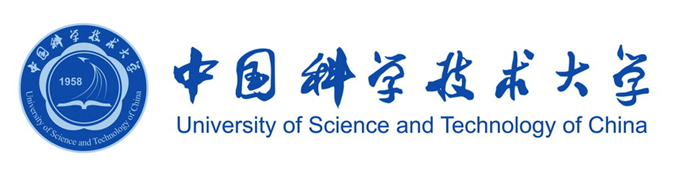 中国科学技术大学
1958
University of Science and Technology of China
中国科学技术大学
University of Science and Technology of China